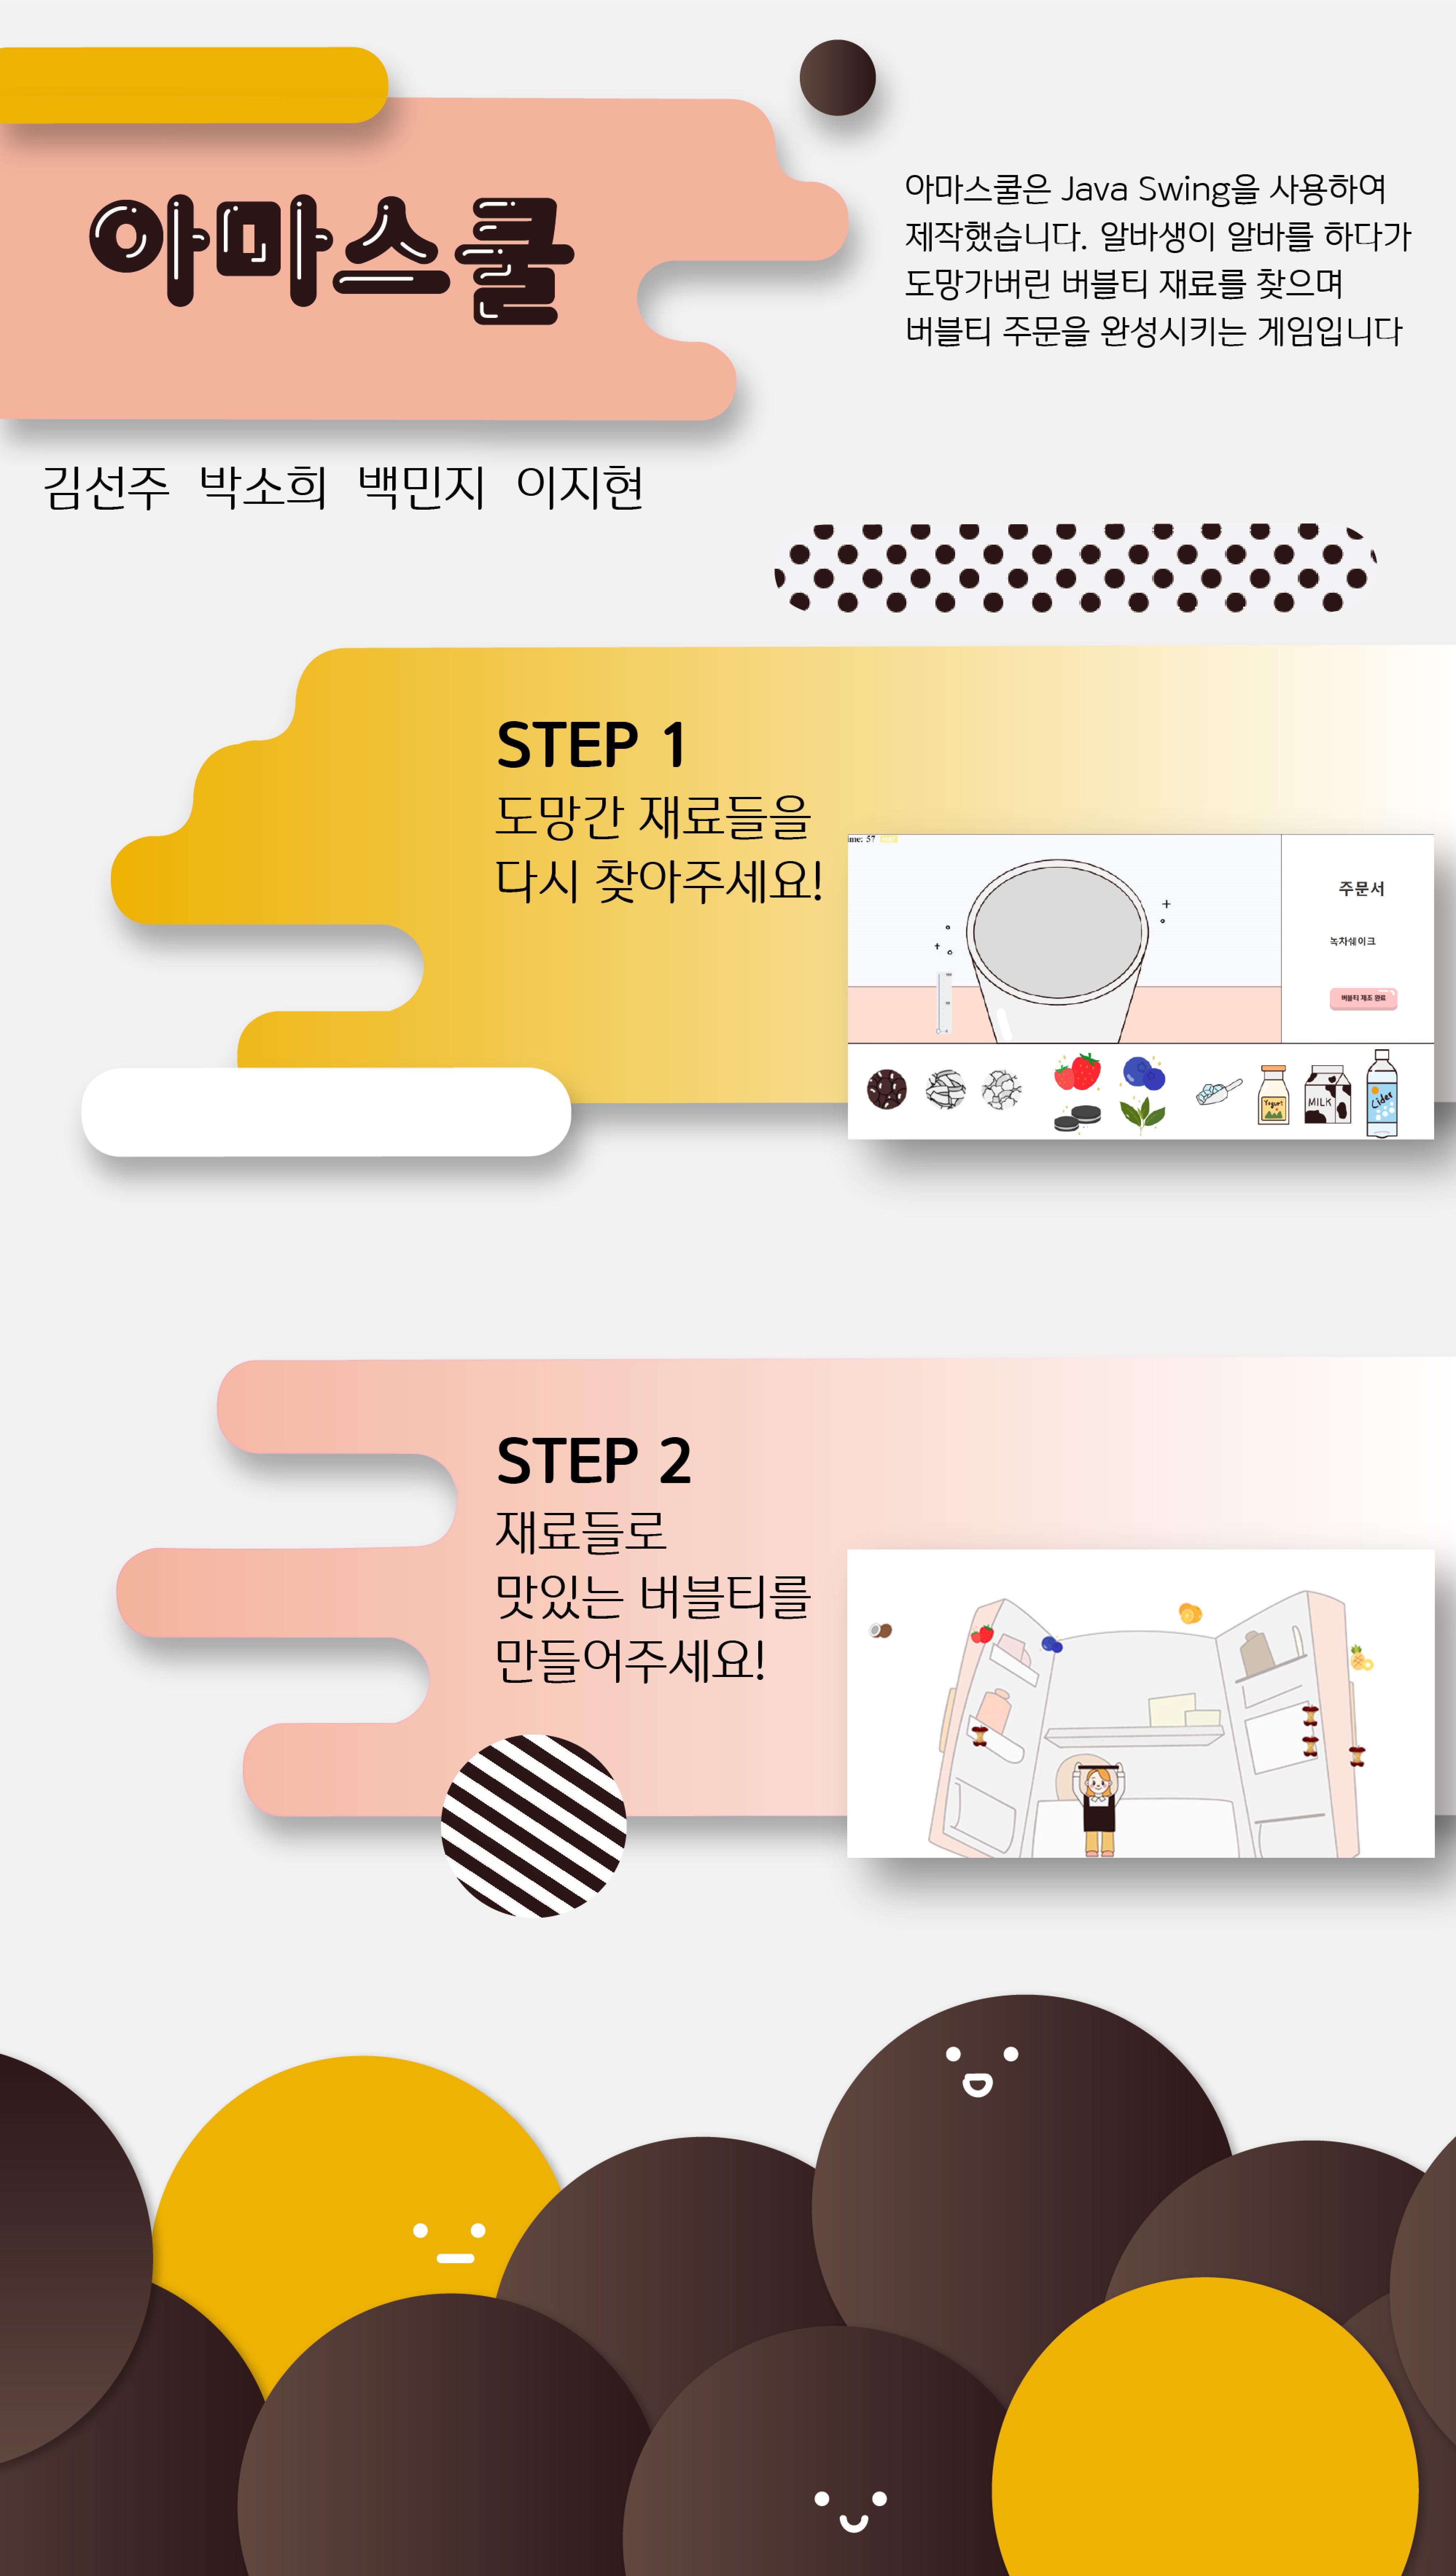 아마스쿨
아마스쿨은 Java Swing을 사용하여
제작했습니다. 알바생이 알바를 하다가
도망가버린 버블티 재료를 찾으며
버블티 주문을 완성시키는 게임입니다
김선주 박소희 백민지 이지현
STEP 1
도망간 재료들을
다시 찾아주세요!
ime: 57
주문서
녹차쉐이크
버블티 제조 완료
Yogurt
MILK
Cider
STEP 2
재료들로
맛있는 버블티를
만들어주세요!